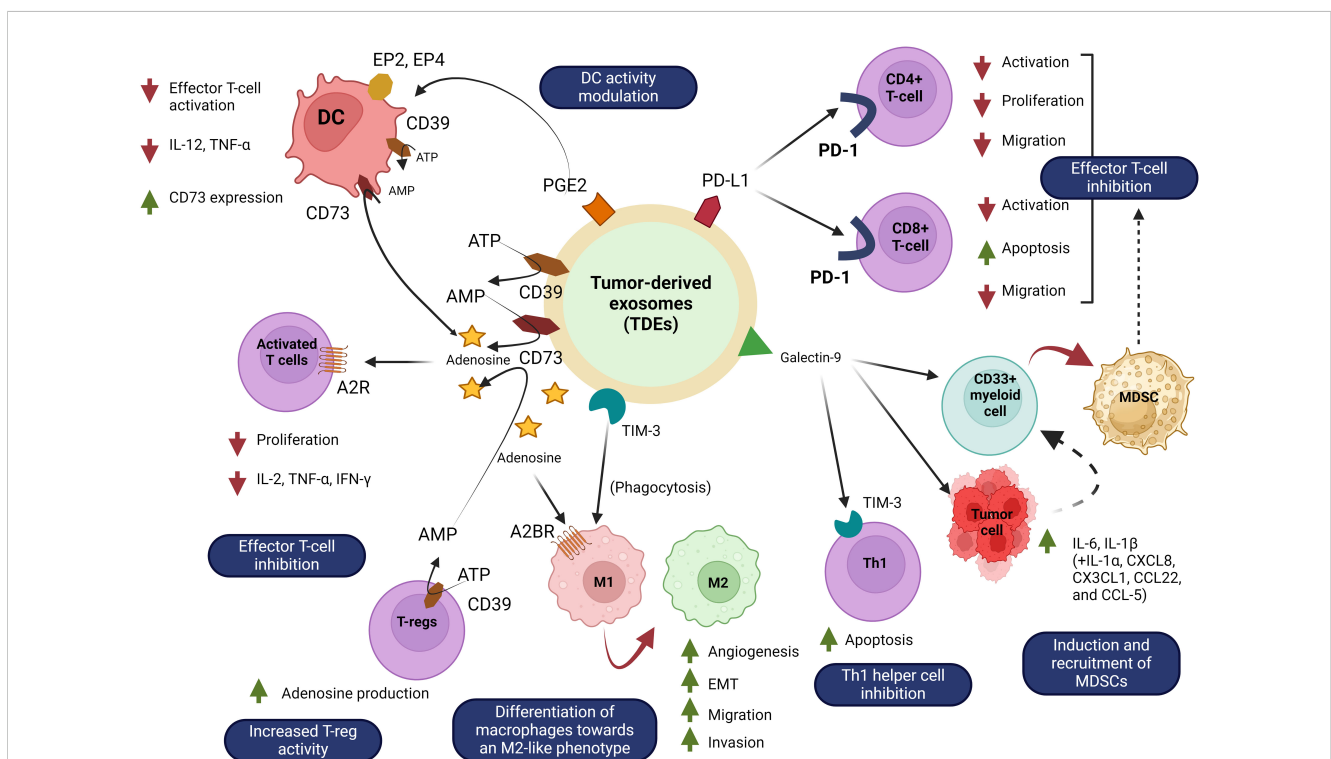 EP2, EP4
DC
CD39
ATP
AMP
CD73
Effector T-cell
activation
IL-12, TNF-α
CD73 expression
DC activity
modulation
PGE2
PD-L1
ATP
CD39
AMP
CD73
Tumor-derived
exosomes
(TDEs)
CD4+
T-cell
PD-1
Activation
Proliferation
Migration
Effector T-cell
inhibition
CD8+
T-cell
PD-1
Activation
Apoptosis
Migration
Activated
T cells
A2R
Adenosine
Proliferation
IL-2, TNF-α, IFN-γ
Effector T-cell
inhibition
Adenosine
TIM-3
(Phagocytosis)
A2BR
M1
M2
AMP
ATP
CD39
T-regs
Adenosine production
Increased T-reg
activity
Differentiation of
macrophages towards
an M2-like phenotype
Angiogenesis
EMT
Migration
Invasion
Galectin-9
CD33+
myeloid
cell
MDSC
TIM-3
Th1
Apoptosis
Th1 helper cell
inhibition
Tumor
cell
IL-6, IL-1β
(+IL-1α, CXCL8,
CX3CL1, CCL22,
and CCL-5)
Induction and
recruitment of
MDSCs